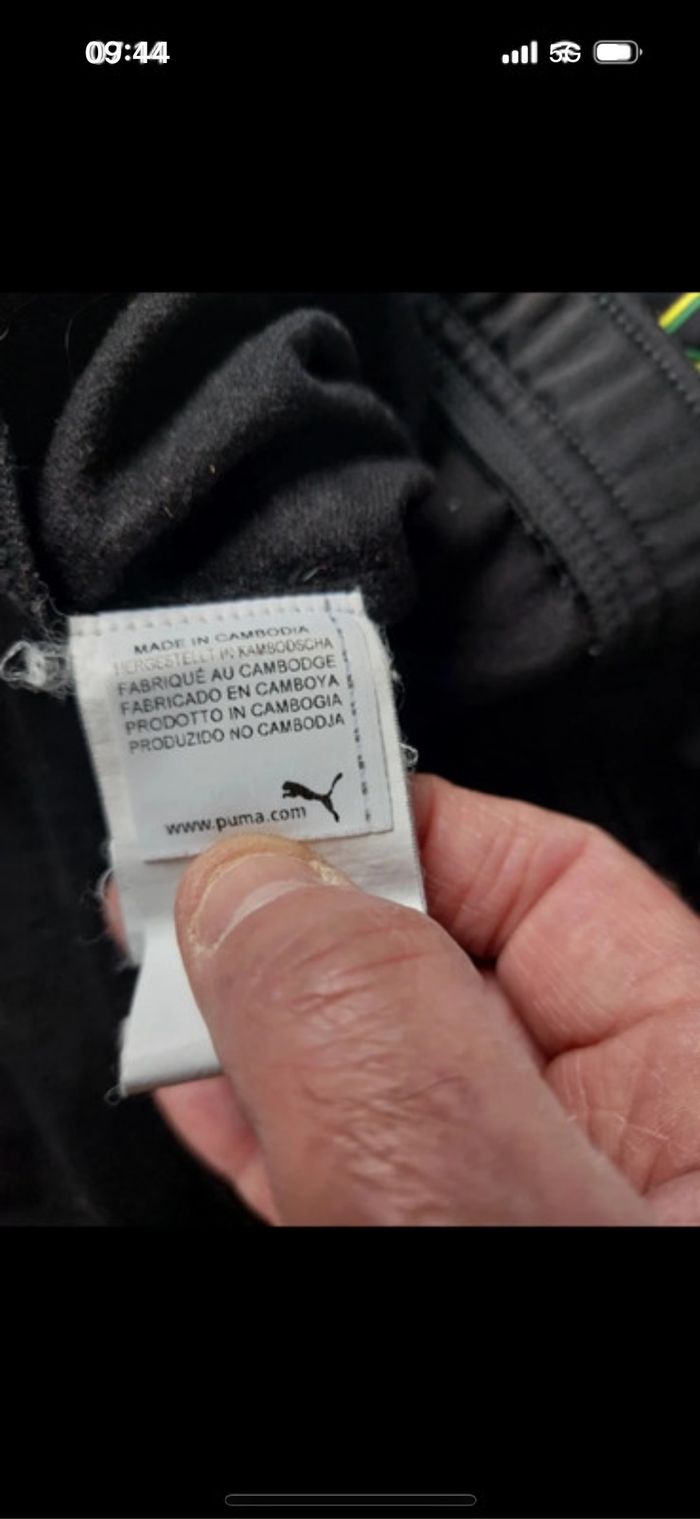 09:44
5G
MADE IN CAMBODIA
HERGESTELLT IN KAMBODSCHA
FABRIQUÉ AU CAMBODGE
FABRICADO EN CAMBOYA
PRODOTTO IN CAMBOGIA
PRODUZIDO NO CAMBODJA
www.puma.com